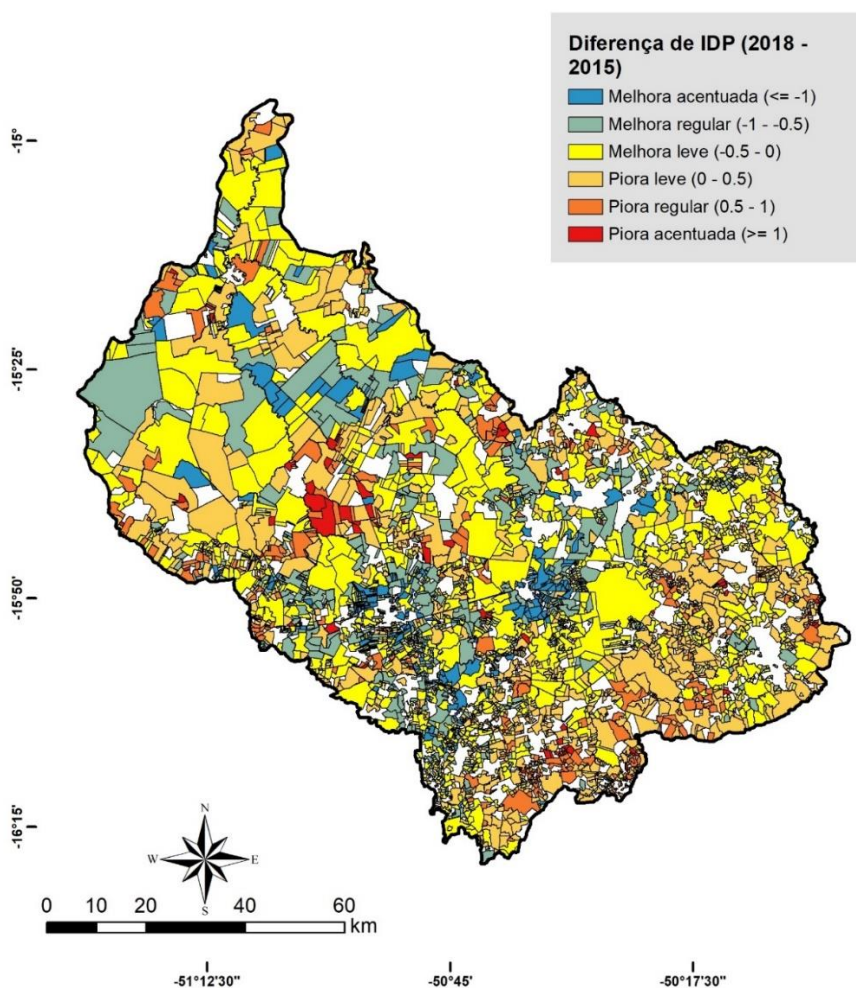 Diferença de IDP (2018 -
2015)
Melhora acentuada (<= -1)
Melhora regular (-1 - -0.5)
Melhora leve (-0.5 - 0)
Piora leve (0 - 0.5)
Piora regular (0.5 - 1)
Piora acentuada (>= 1)
-15°
-15°25'
-15°50'
-16°15'
N
W
E
S
0 10 20 40 60
km
-51°12'30"
-50°45'
-50°17'30"